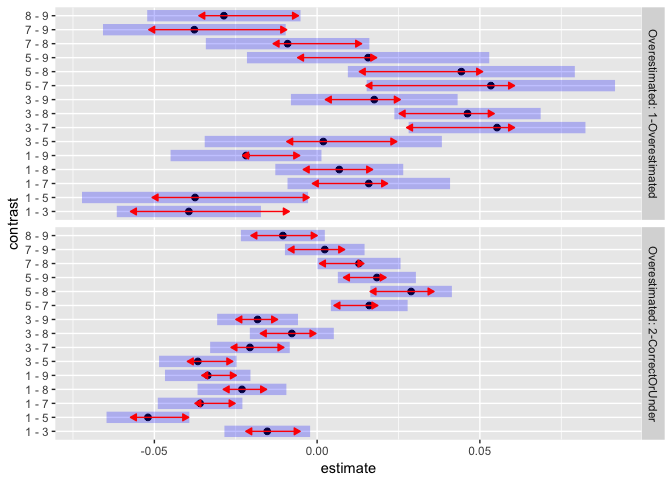 8 - 9
7 - 9
7 - 8
5 - 9
5 - 8
5 - 7
3 - 9
3 - 8
3 - 7
3 - 5
1 - 9
1 - 8
1 - 7
1 - 5
1 - 3
Overestimated: 1-Overestimated
contrast
8 - 9
7 - 9
7 - 8
5 - 9
5 - 8
5 - 7
3 - 9
3 - 8
3 - 7
3 - 5
1 - 9
1 - 8
1 - 7
1 - 5
1 - 3
Overestimated: 2-CorrectOrUnder
-0.05 0.00 0.05
estimate